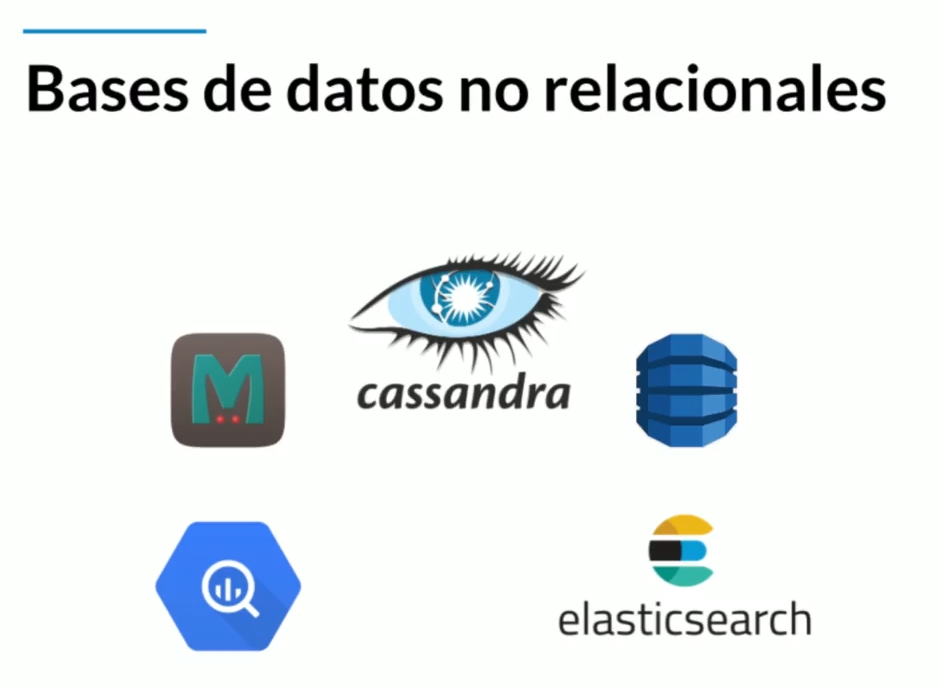 Bases de datos no relacionales
cassandra
M
elasticsearch